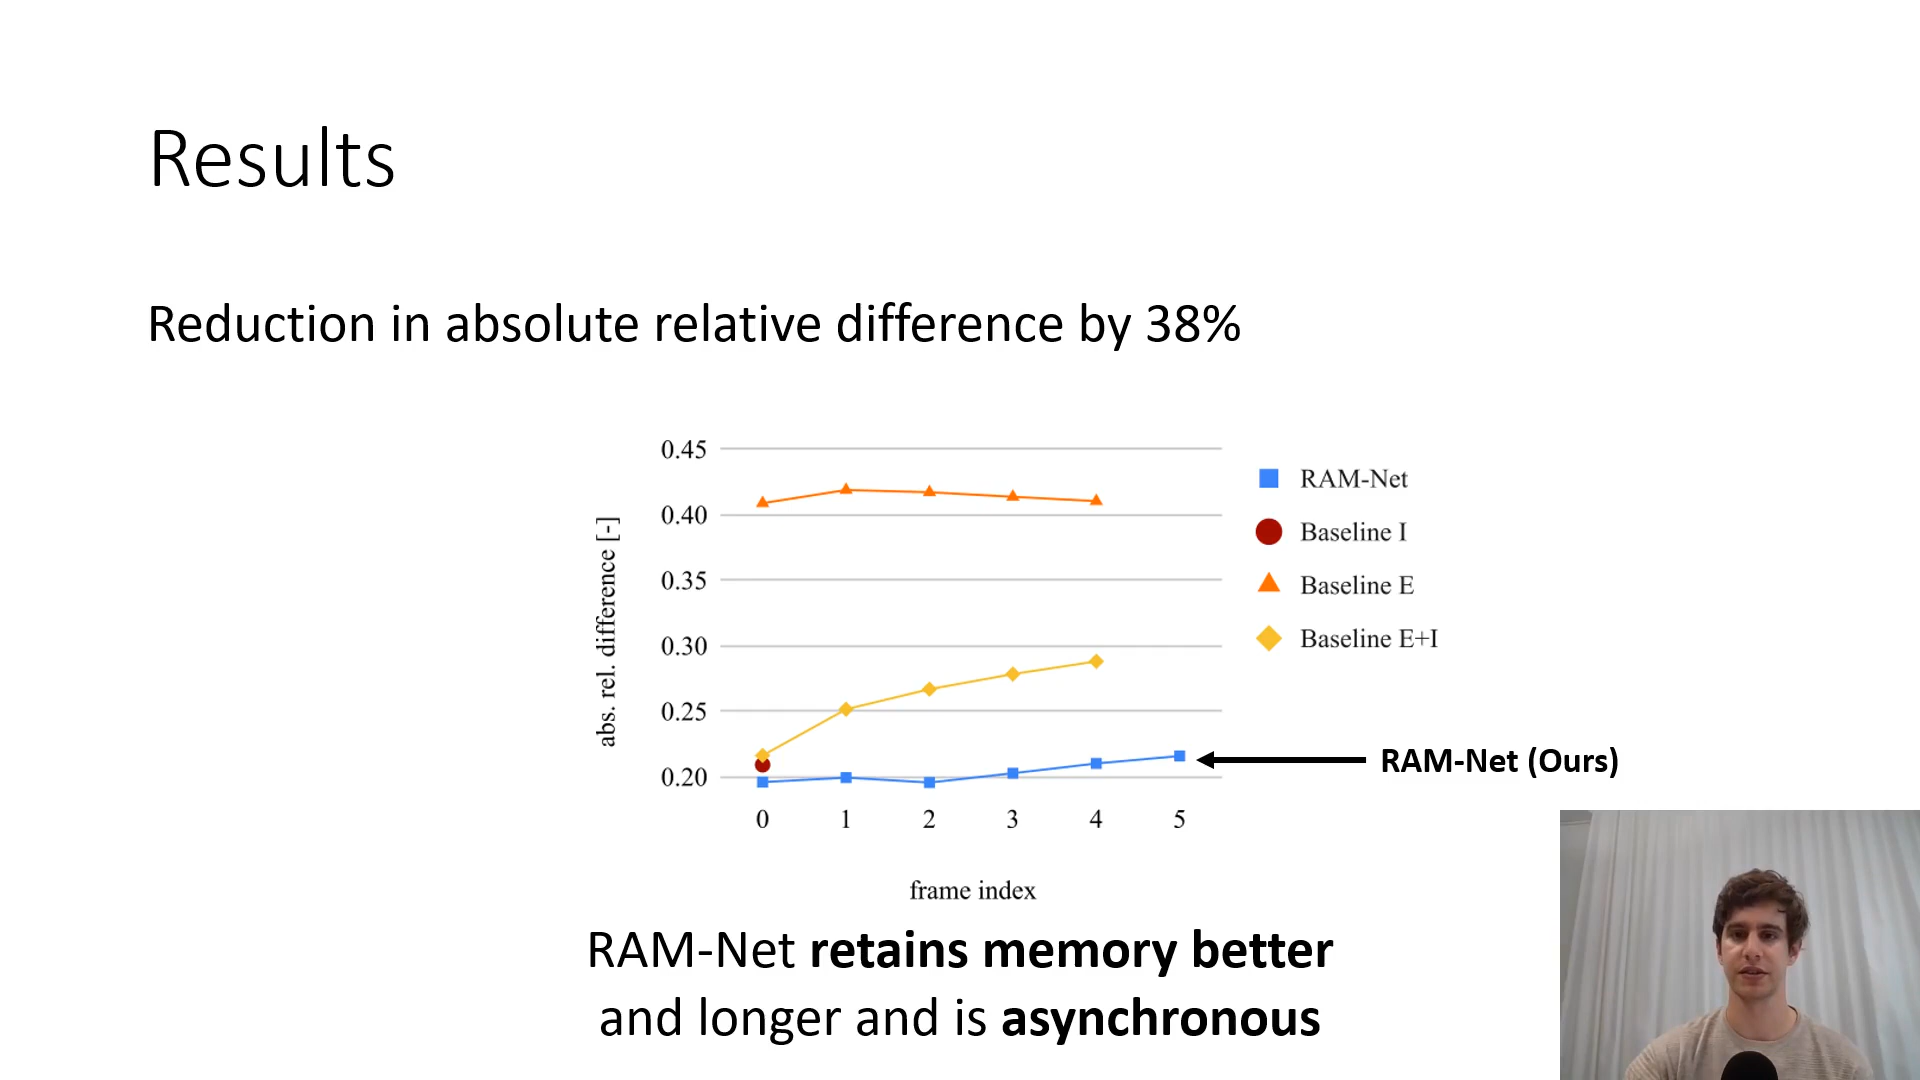 Results
Reduction in absolute relative difference by 38%
0.45
0.40
0.35
0.30
0.25
0.20
abs. rel. difference [-]
0 1 2 3 4 5
frame index
RAM-Net
Baseline I
Baseline E
Baseline E+I
RAM-Net (Ours)
RAM-Net retains memory better
and longer and is asynchronous